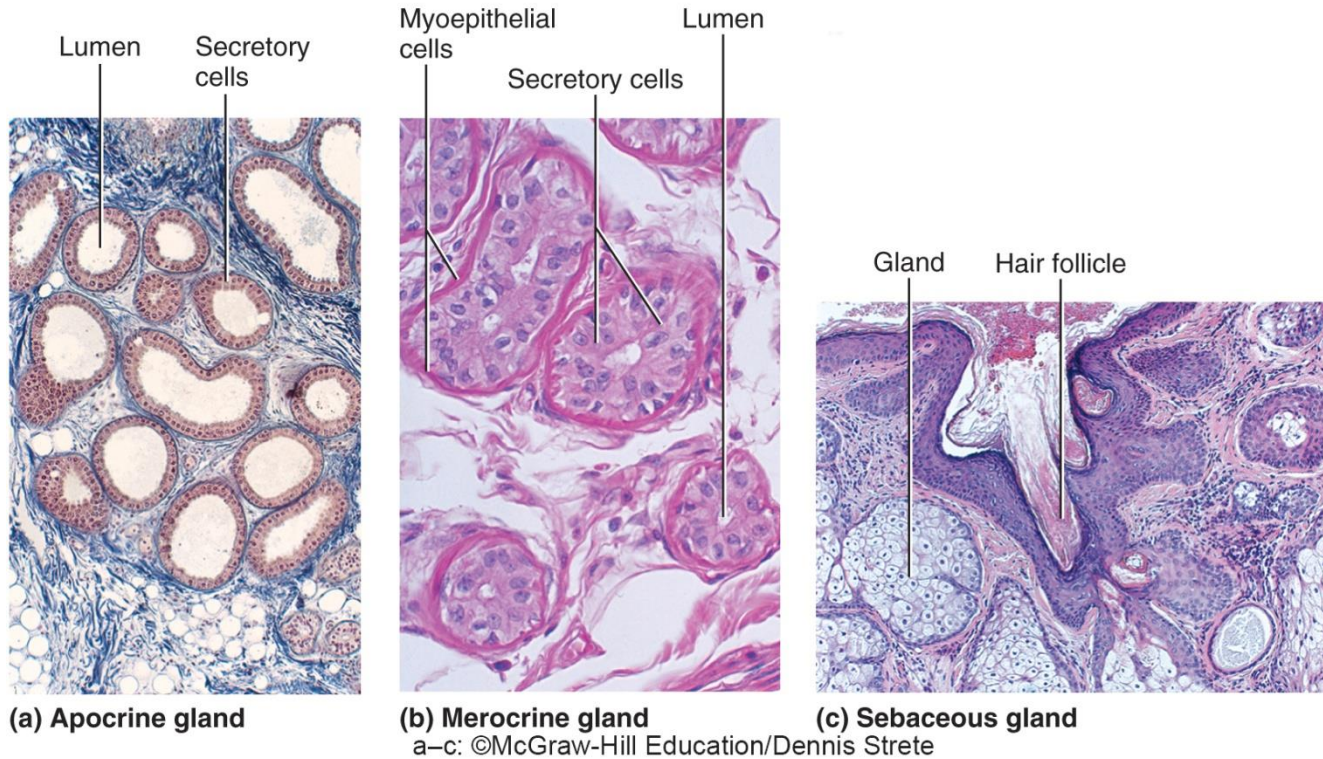 Lumen
Secretory
cells
Myoepithelial
cells
Secretory cells
Lumen
Gland
Hair follicle
(a) Apocrine gland
(b) Merocrine gland
(c) Sebaceous gland
a–c: ©McGraw-Hill Education/Dennis Strete